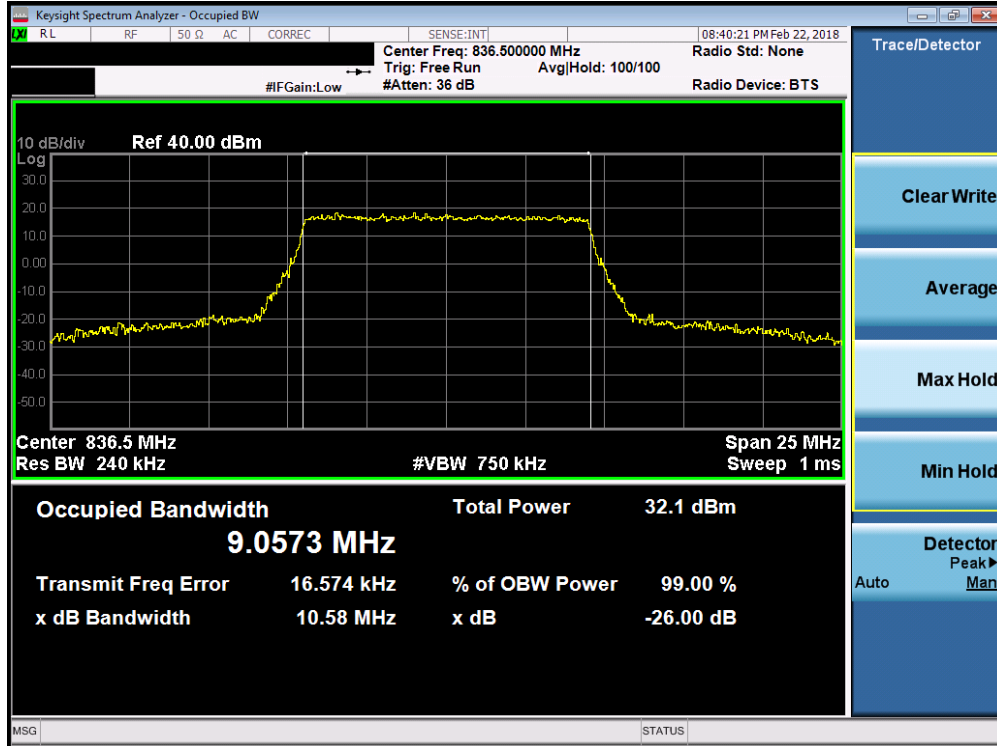 Keysight Spectrum Analyzer - Occupied BW
LXI RL RF 50 Ω AC CORREC SENSE:INT 08:40:21 PM Feb 22, 2018
Center Freq: 836.500000 MHz Radio Std: None
Trig: Free Run Avg|Hold: 100/100
#IFGain:Low #Atten: 36 dB Radio Device: BTS
10 dB/div Ref 40.00 dBm
Log
30.0
20.0
10.0
0.00
-10.0
-20.0
-30.0
-40.0
-50.0
Center 836.5 MHz Span 25 MHz
Res BW 240 kHz #VBW 750 kHz Sweep 1 ms
Occupied Bandwidth Total Power 32.1 dBm
9.0573 MHz
Transmit Freq Error 16.574 kHz % of OBW Power 99.00 %
x dB Bandwidth 10.58 MHz x dB -26.00 dB
MSG STATUS
Trace/Detector
Clear Write
Average
Max Hold
Min Hold
Detector
Peak▶
Auto Man